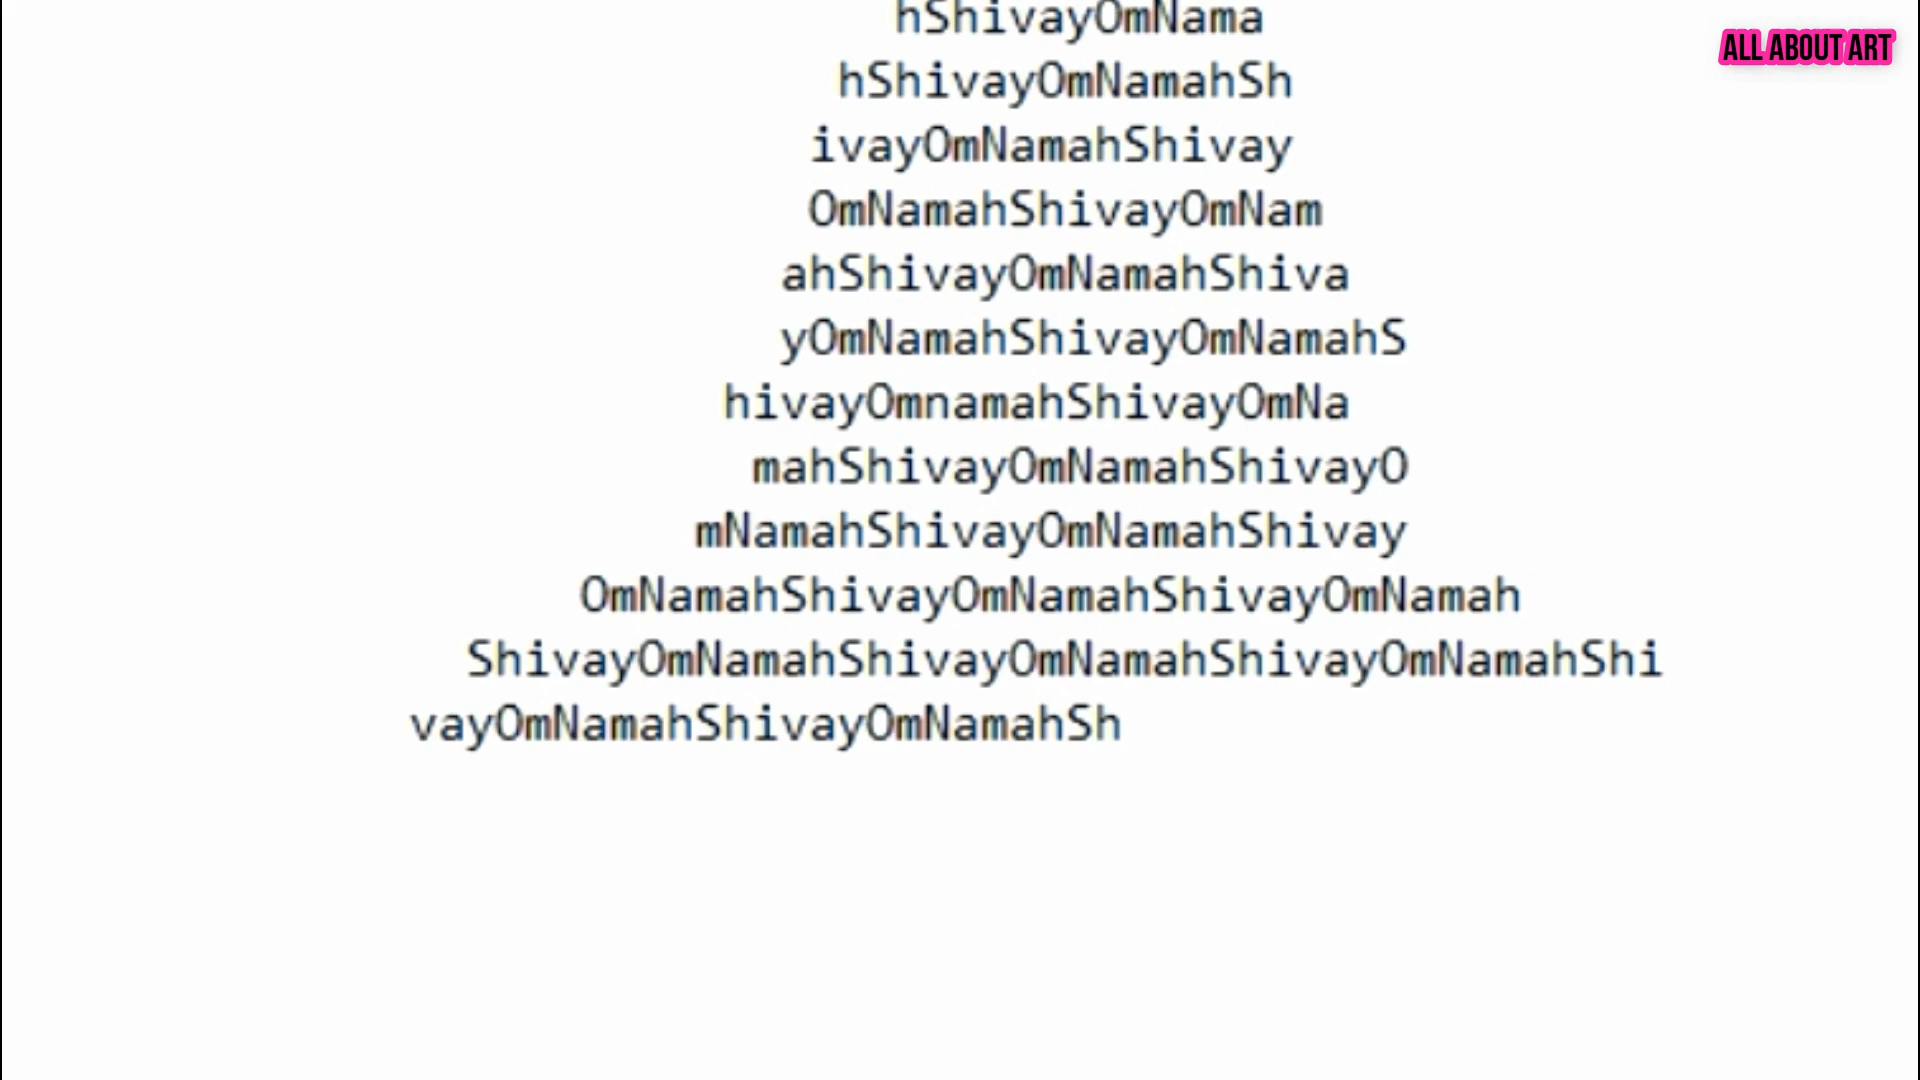 hShivayOmNama
ALL ABOUT ART
hShivayOmNamahSh
ivayOmNamahShivay
OmNamahShivayOmNam
ahShivayOmNamahShiva
yOmNamahShivayOmNamahS
hivayOmnamahShivayOmNa
mahShivayOmNamahShivayO
mNamahShivayOmNamahShivay
OmNamahShivayOmNamahShivayOmNamah
ShivayOmNamahShivayOmNamahShivayOmNamahShi
vayOmNamahShivayOmNamahSh